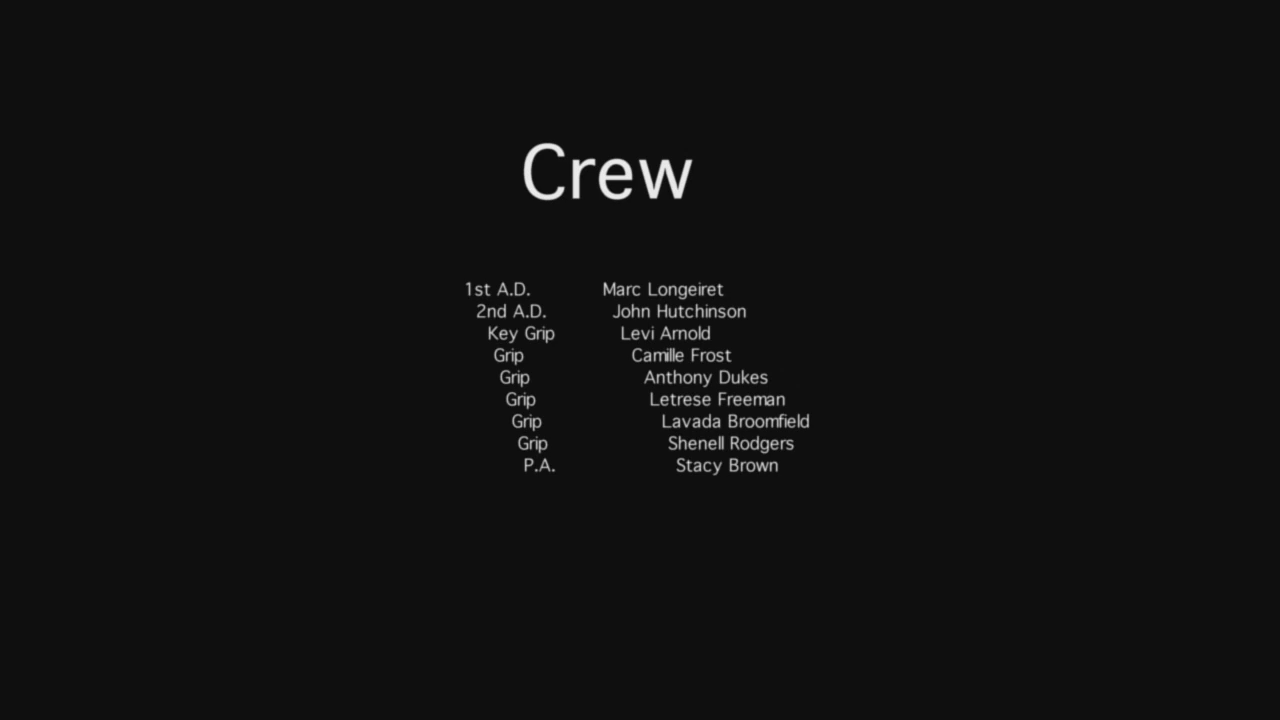 Crew
1st A.D. Marc Longeiret
2nd A.D. John Hutchinson
Key Grip Levi Arnold
Grip Camille Frost
Grip Anthony Dukes
Grip Letrese Freeman
Grip Lavada Broomfield
Grip Shenell Rodgers
P.A. Stacy Brown